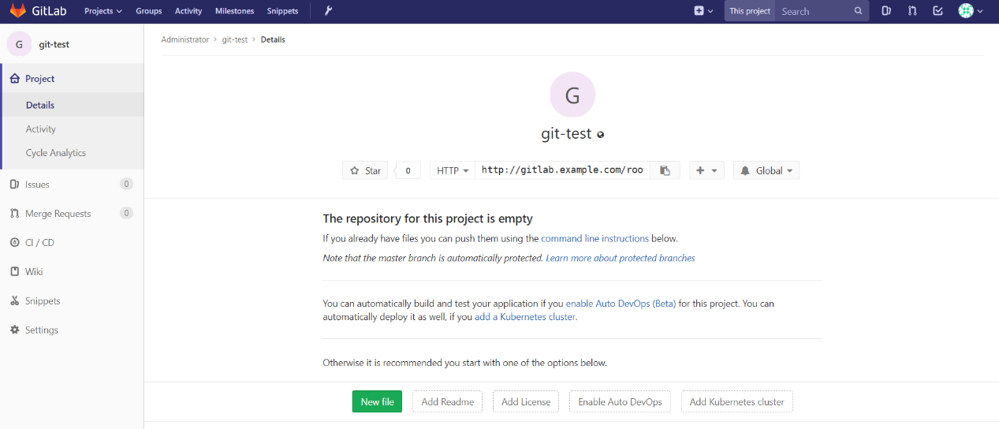 GitLab Projects Groups Activity Milestones Snippets This project Search
G git-test
Administrator > git-test > Details
Project
Details
Activity
Cycle Analytics
Issues 0
Merge Requests 0
CI / CD
Wiki
Snippets
Settings
G
git-test
Star 0 HTTP http://gitlab.example.com/roo Global
The repository for this project is empty
If you already have files you can push them using the command line instructions below.
Note that the master branch is automatically protected. Learn more about protected branches
You can automatically build and test your application if you enable Auto DevOps (Beta) for this project. You can
automatically deploy it as well, if you add a Kubernetes cluster.
Otherwise it is recommended you start with one of the options below.
New file Add Readme Add License Enable Auto DevOps Add Kubernetes cluster